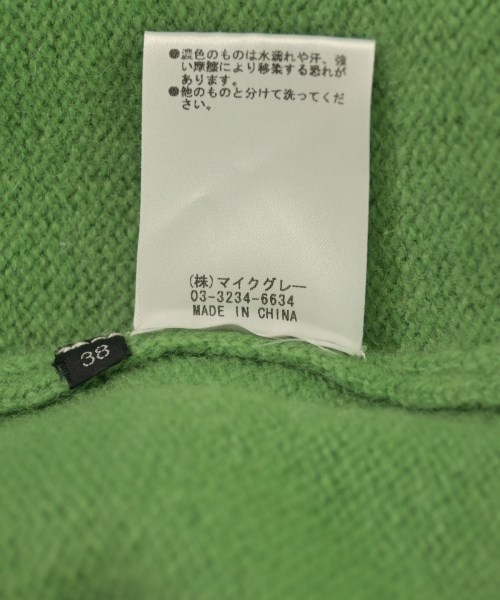 ●濃色のものは水濡れや汗、強
い摩擦により移染する恐れが
あります。
●他のものと分けて洗ってくだ
さい。
(株)マイクグレー
03-3234-6634
MADE IN CHINA
38